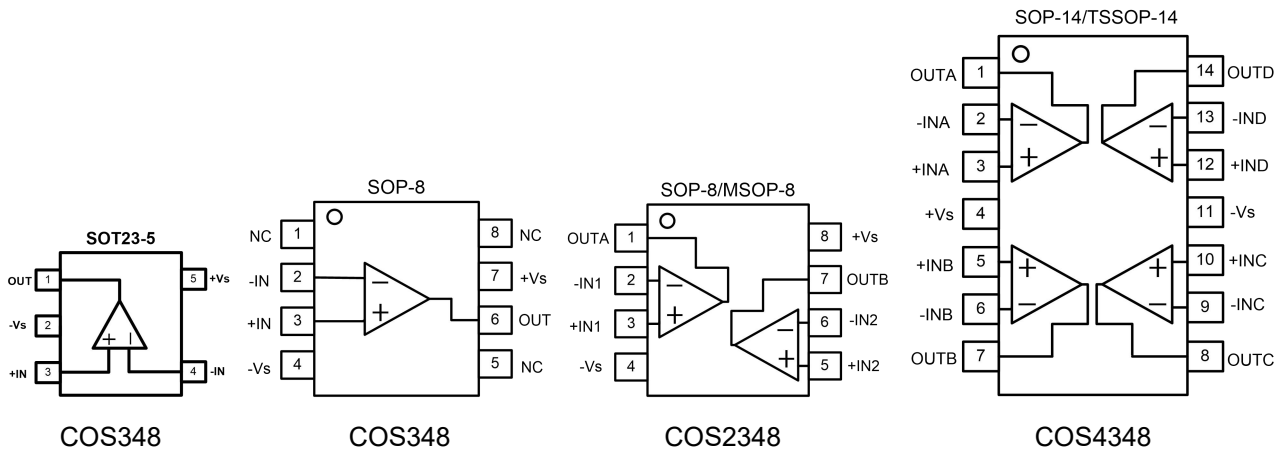 SOT23-5
OUT 1
5 +Vs
-Vs 2
+IN 3
4 -IN
+ −
COS348
SOP-8
NC 1
8 NC
-IN 2
7 +Vs
+IN 3
6 OUT
-Vs 4
5 NC
−
+
COS348
SOP-8/MSOP-8
OUTA 1
8 +Vs
-IN1 2
7 OUTB
+IN1 3
6 -IN2
-Vs 4
5 +IN2
−
+
−
+
COS2348
SOP-14/TSSOP-14
OUTA 1
14 OUTD
-INA 2
13 -IND
+INA 3
12 +IND
+Vs 4
11 -Vs
+INB 5
10 +INC
-INB 6
9 -INC
OUTB 7
8 OUTC
− −
+ +
+ +
− −
COS4348